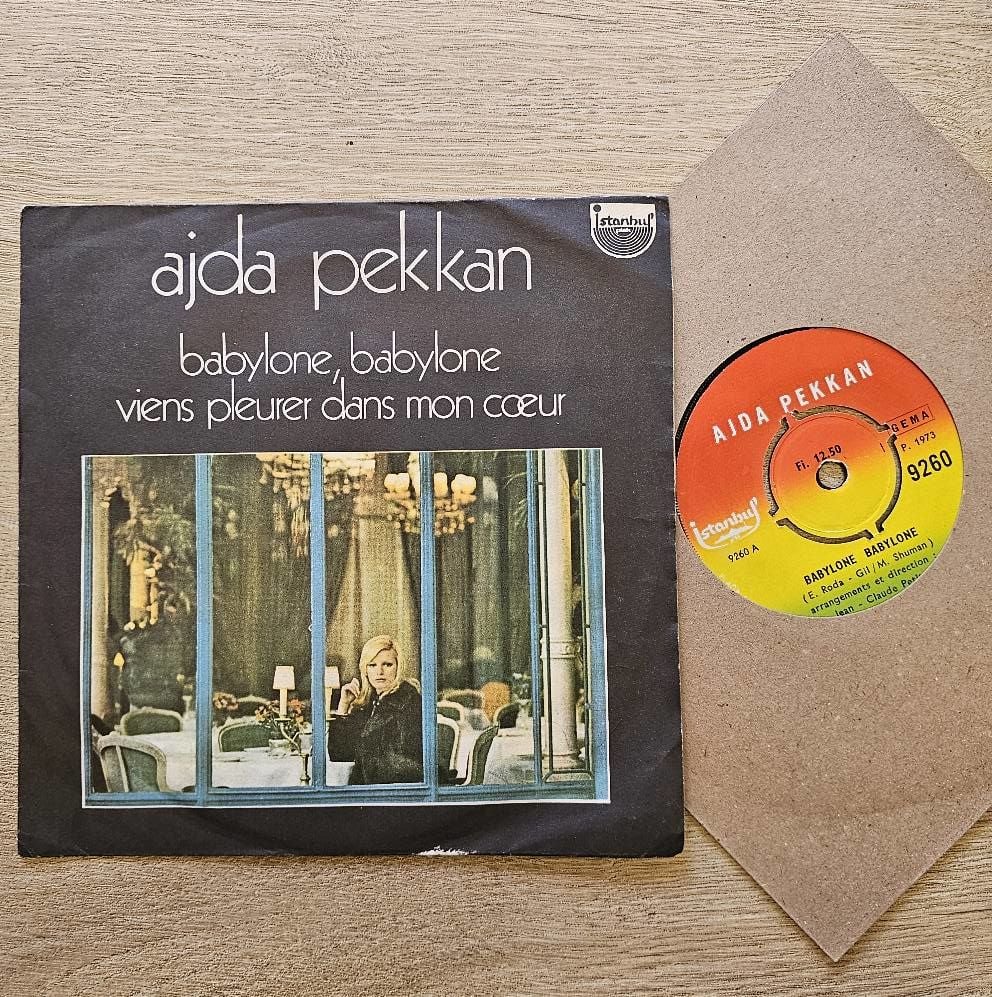 istanbul
plak
ajda pekkan
babylone, babylone
viens pleurer dans mon cœur
AJDA PEKKAN
GEMA
Fi. 12.50
P. 1973
9260
istanbul
9260 A
BABYLONE BABYLONE
(E. Roda - Gil / M. Shuman)
arrangements et direction :
Jean - Claude